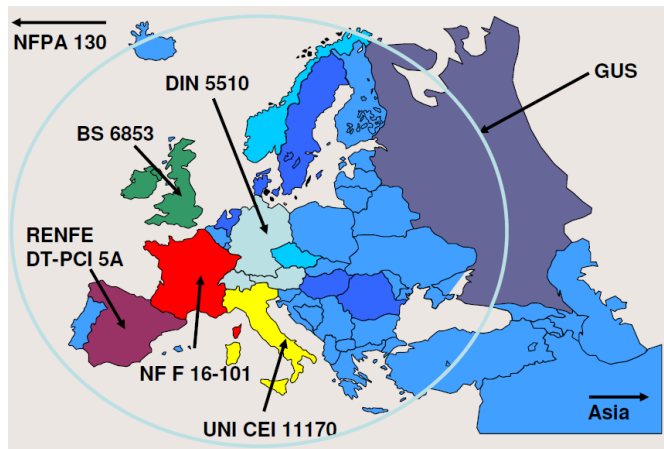 NFPA 130
DIN 5510
GUS
BS 6853
RENFE
DT-PCI 5A
NF F 16-101
UNI CEI 11170
Asia